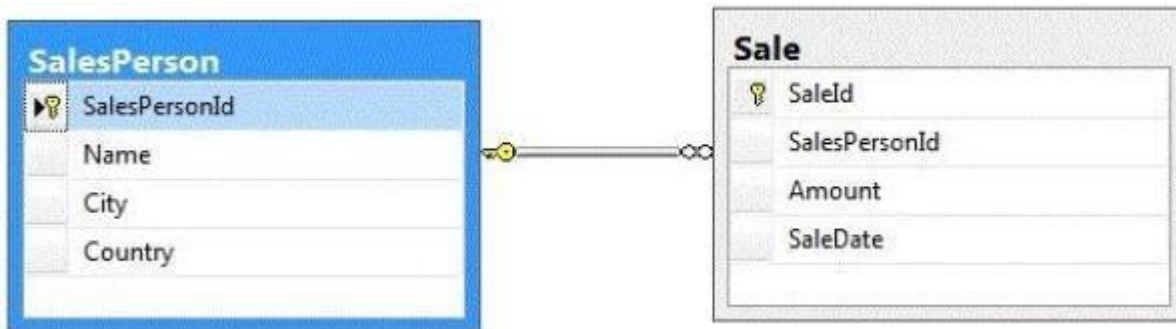 SalesPerson
SalesPersonId
Name
City
Country
Sale
SaleId
SalesPersonId
Amount
SaleDate